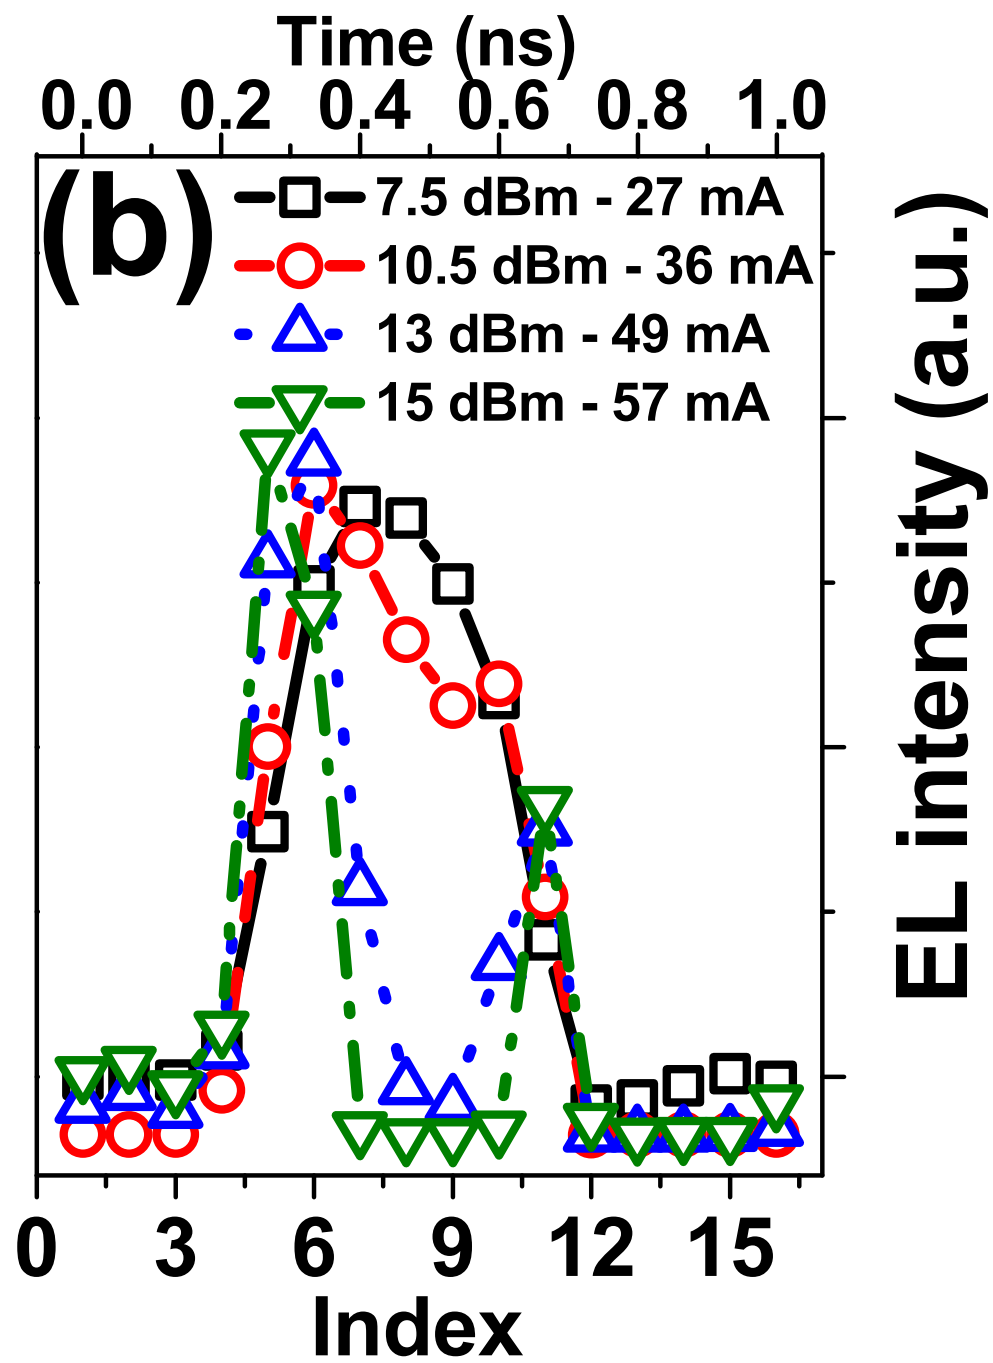 Time (ns)
0.0 0.2 0.4 0.6 0.8 1.0
(b)
7.5 dBm - 27 mA
10.5 dBm - 36 mA
13 dBm - 49 mA
15 dBm - 57 mA
EL intensity (a.u.)
0 3 6 9 12 15
Index